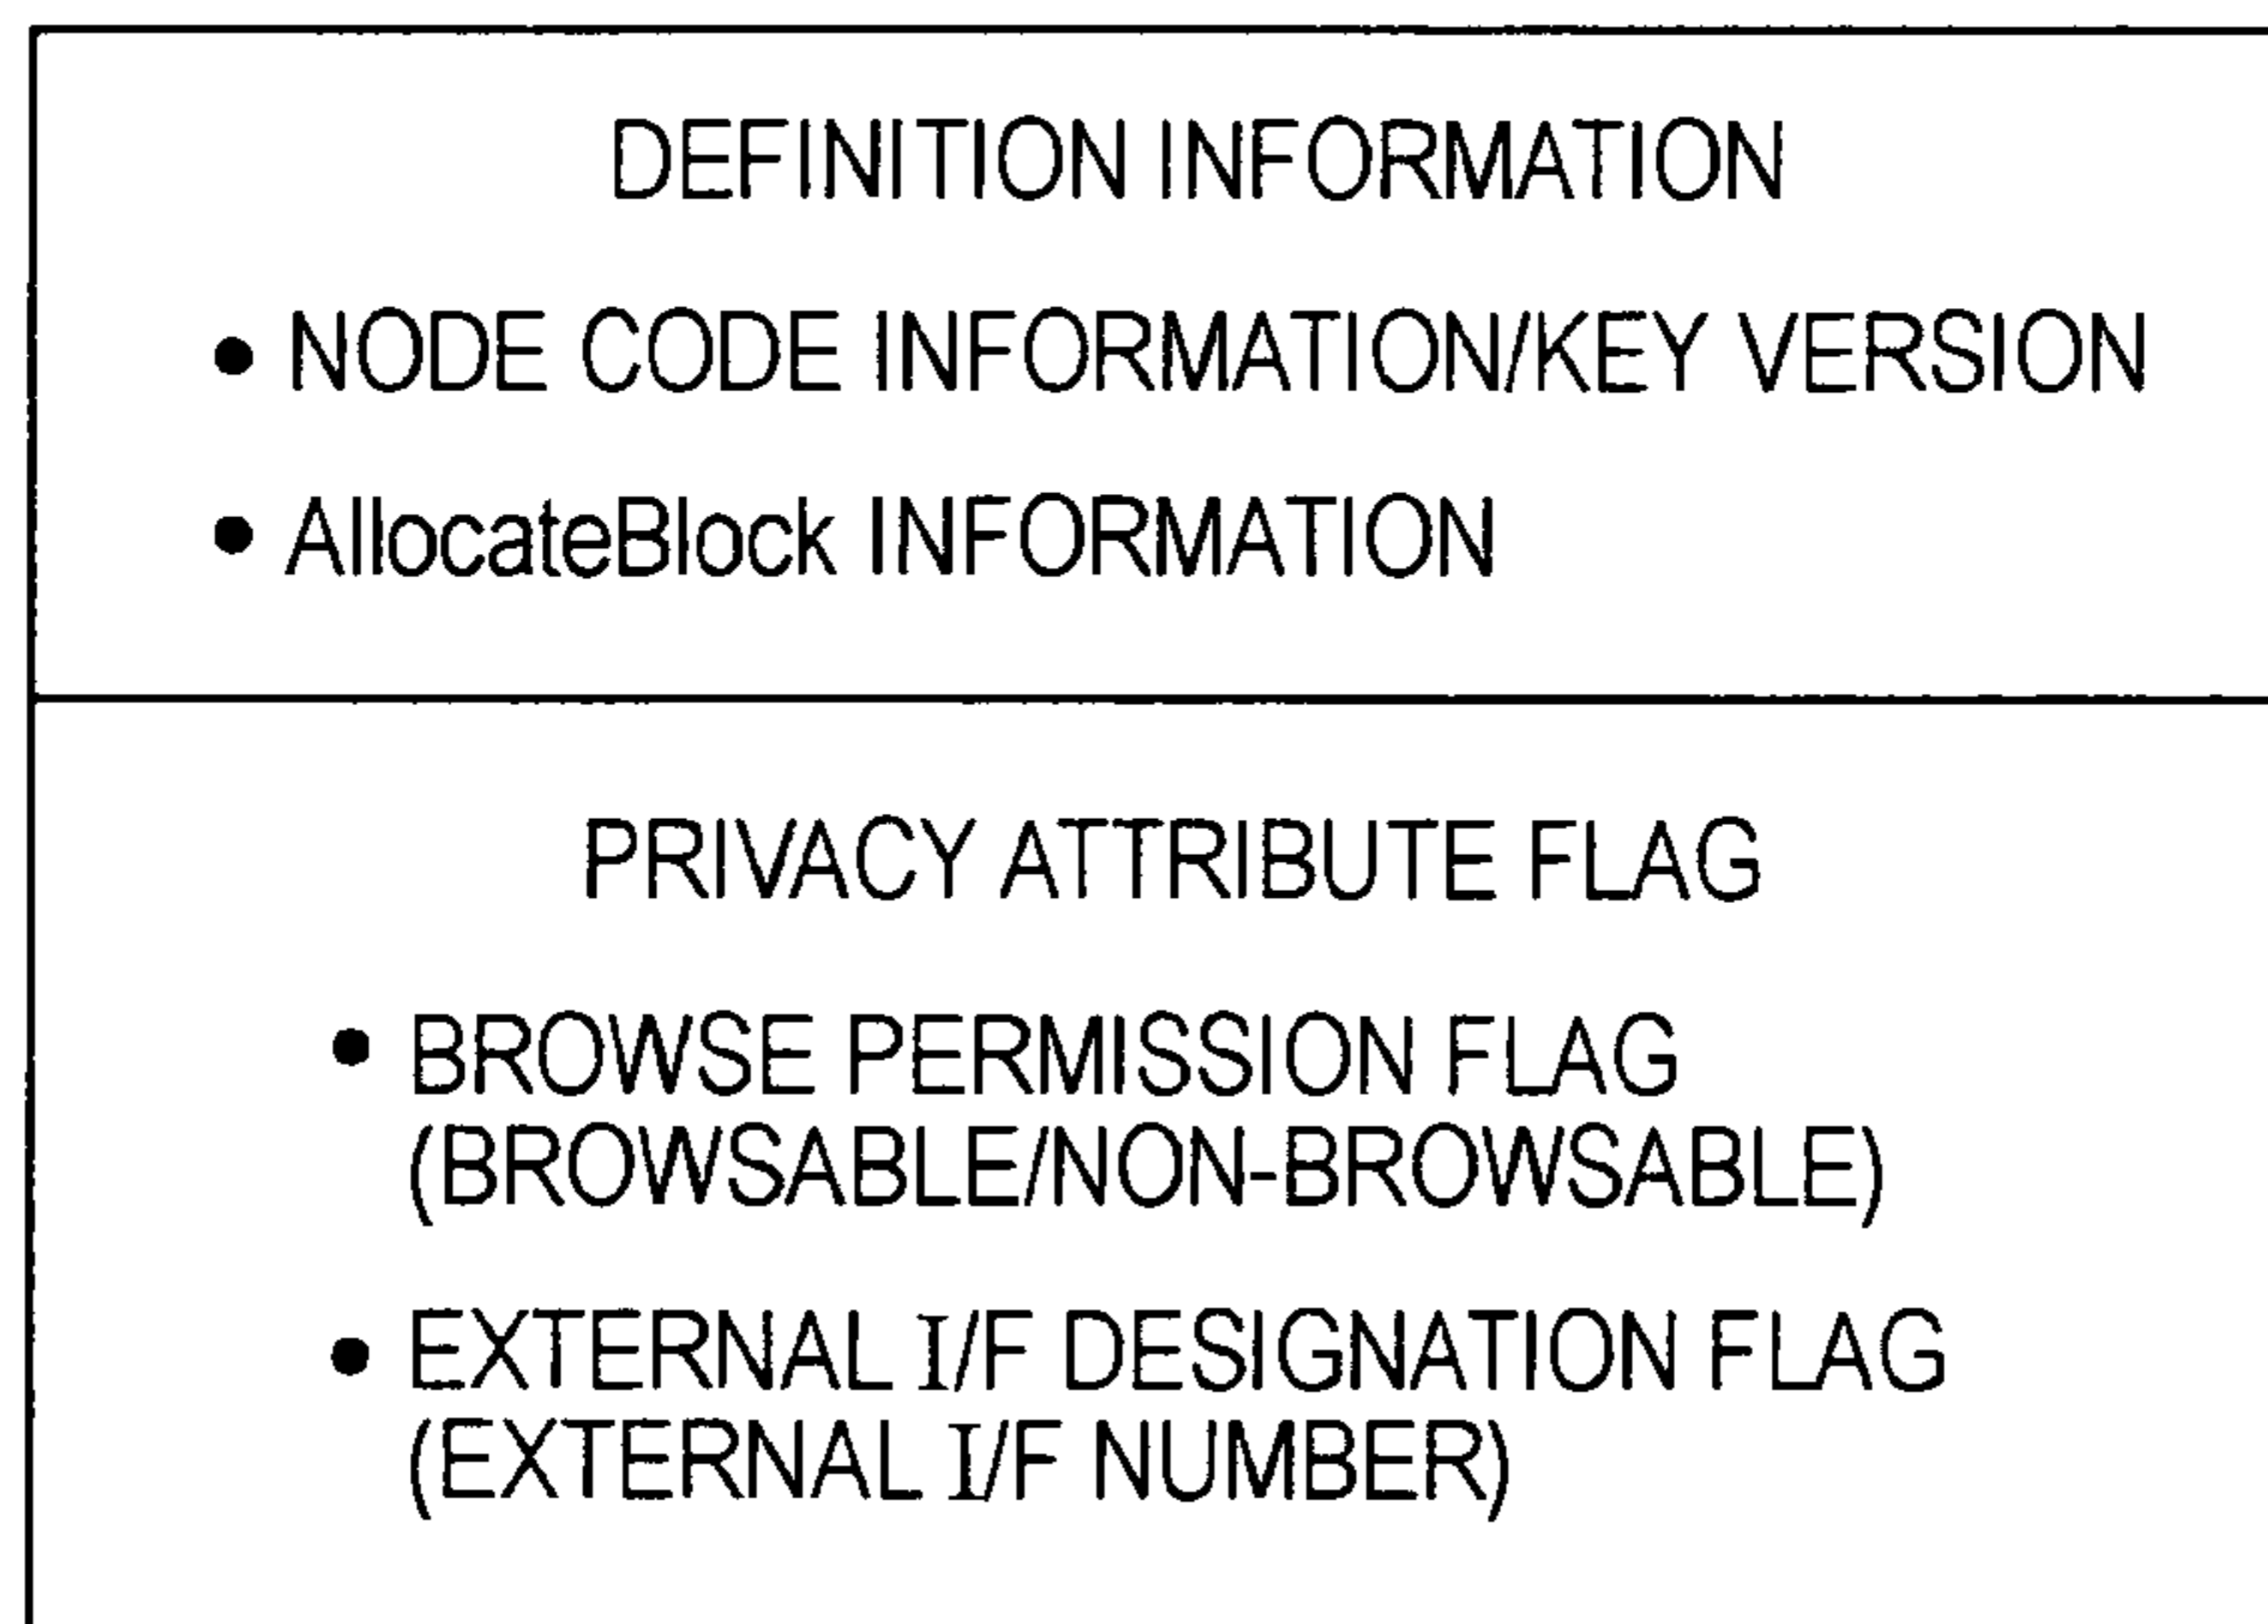 DEFINITION INFORMATION
● NODE CODE INFORMATION/KEY VERSION
● AllocateBlock INFORMATION
PRIVACY ATTRIBUTE FLAG
● BROWSE PERMISSION FLAG
(BROWSABLE/NON-BROWSABLE)
● EXTERNAL I/F DESIGNATION FLAG
(EXTERNAL I/F NUMBER)